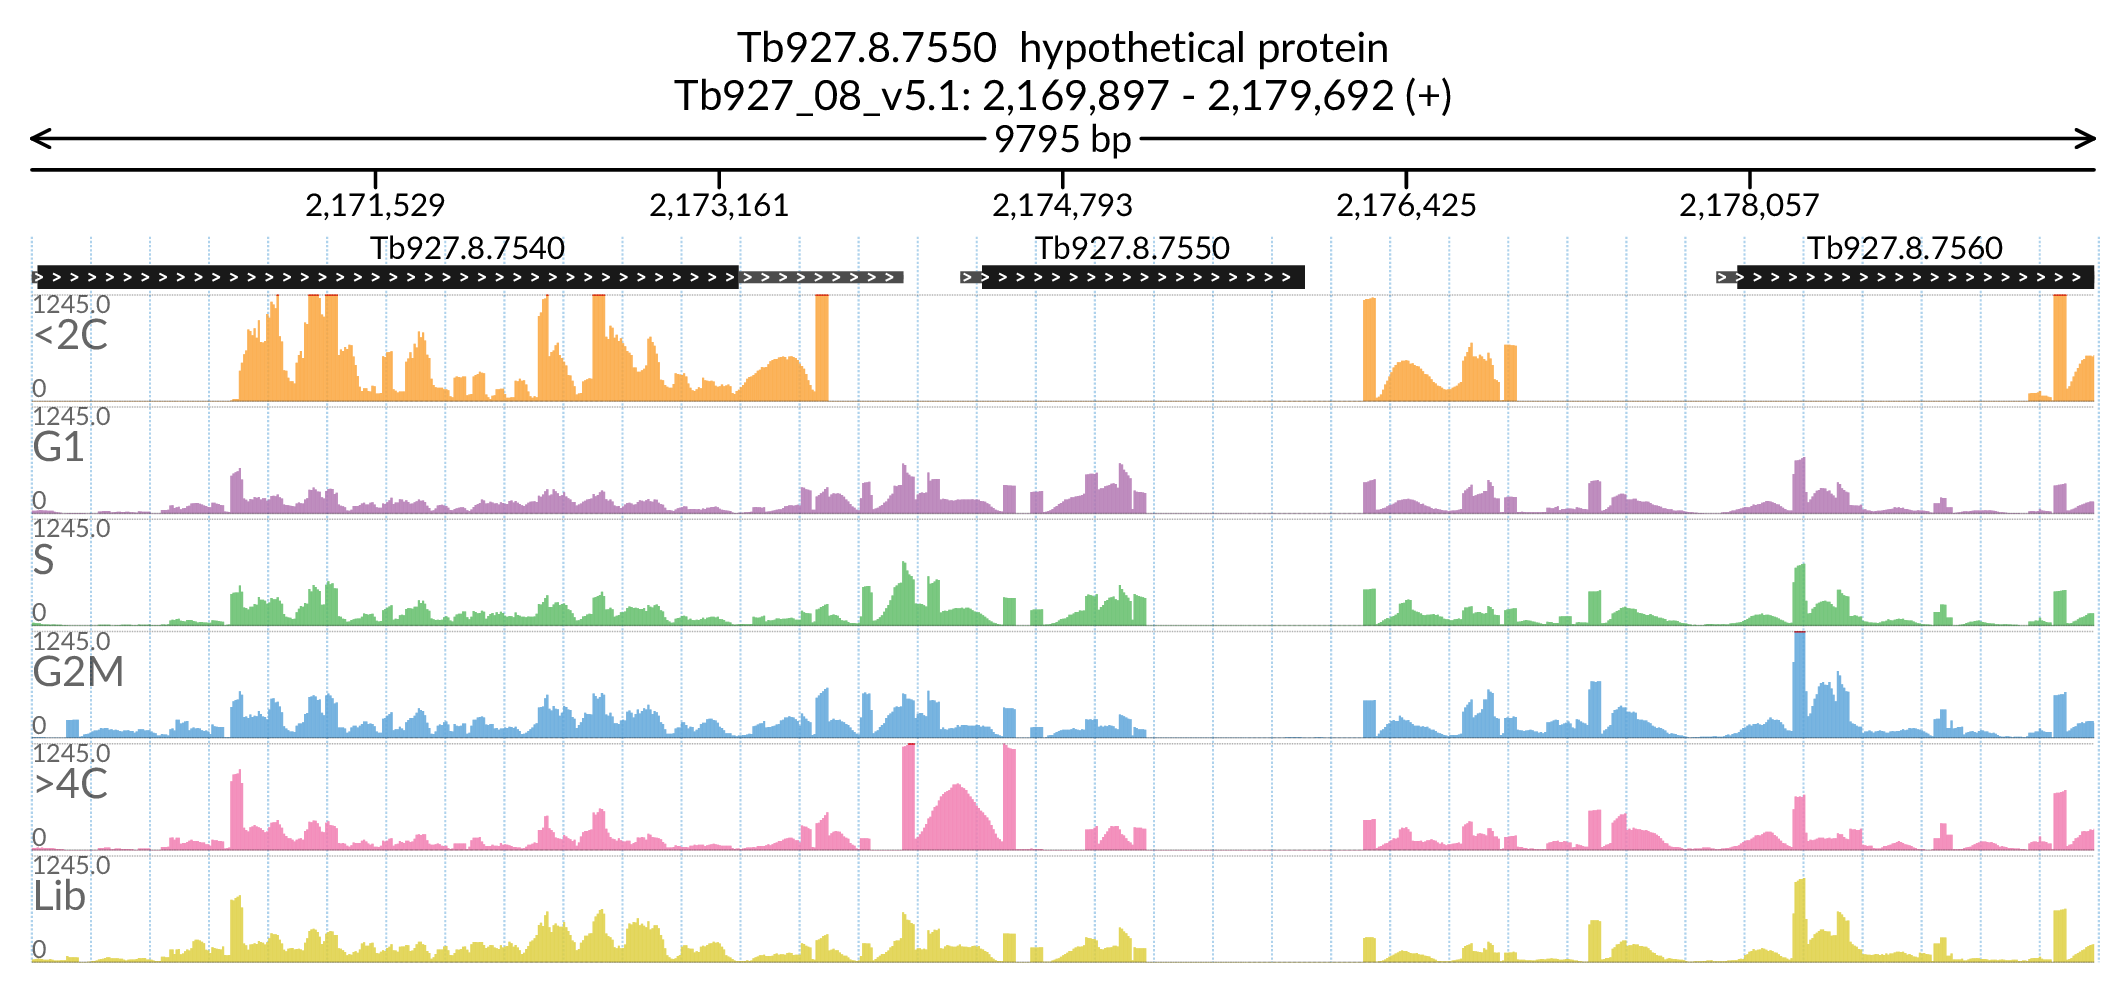 Tb927.8.7550  hypothetical protein
Tb927_08_v5.1: 2,169,897 - 2,179,692 (+)
9795 bp
2,171,529 2,173,161 2,174,793 2,176,425 2,178,057
Tb927.8.7540 Tb927.8.7550 Tb927.8.7560
1245.0
<2C
0
1245.0
G1
0
1245.0
S
0
1245.0
G2M
0
1245.0
>4C
0
1245.0
Lib
0